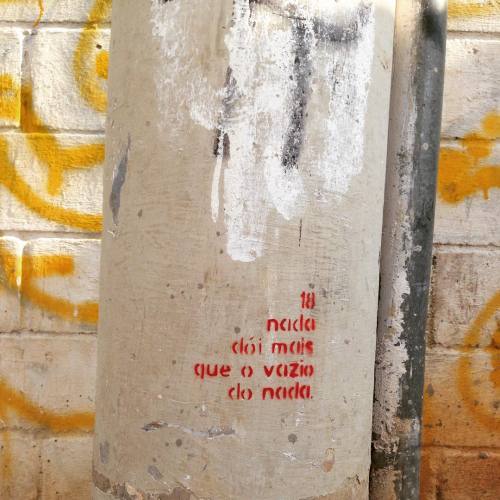 18
nada
dói mais
que o vazio
do nada.